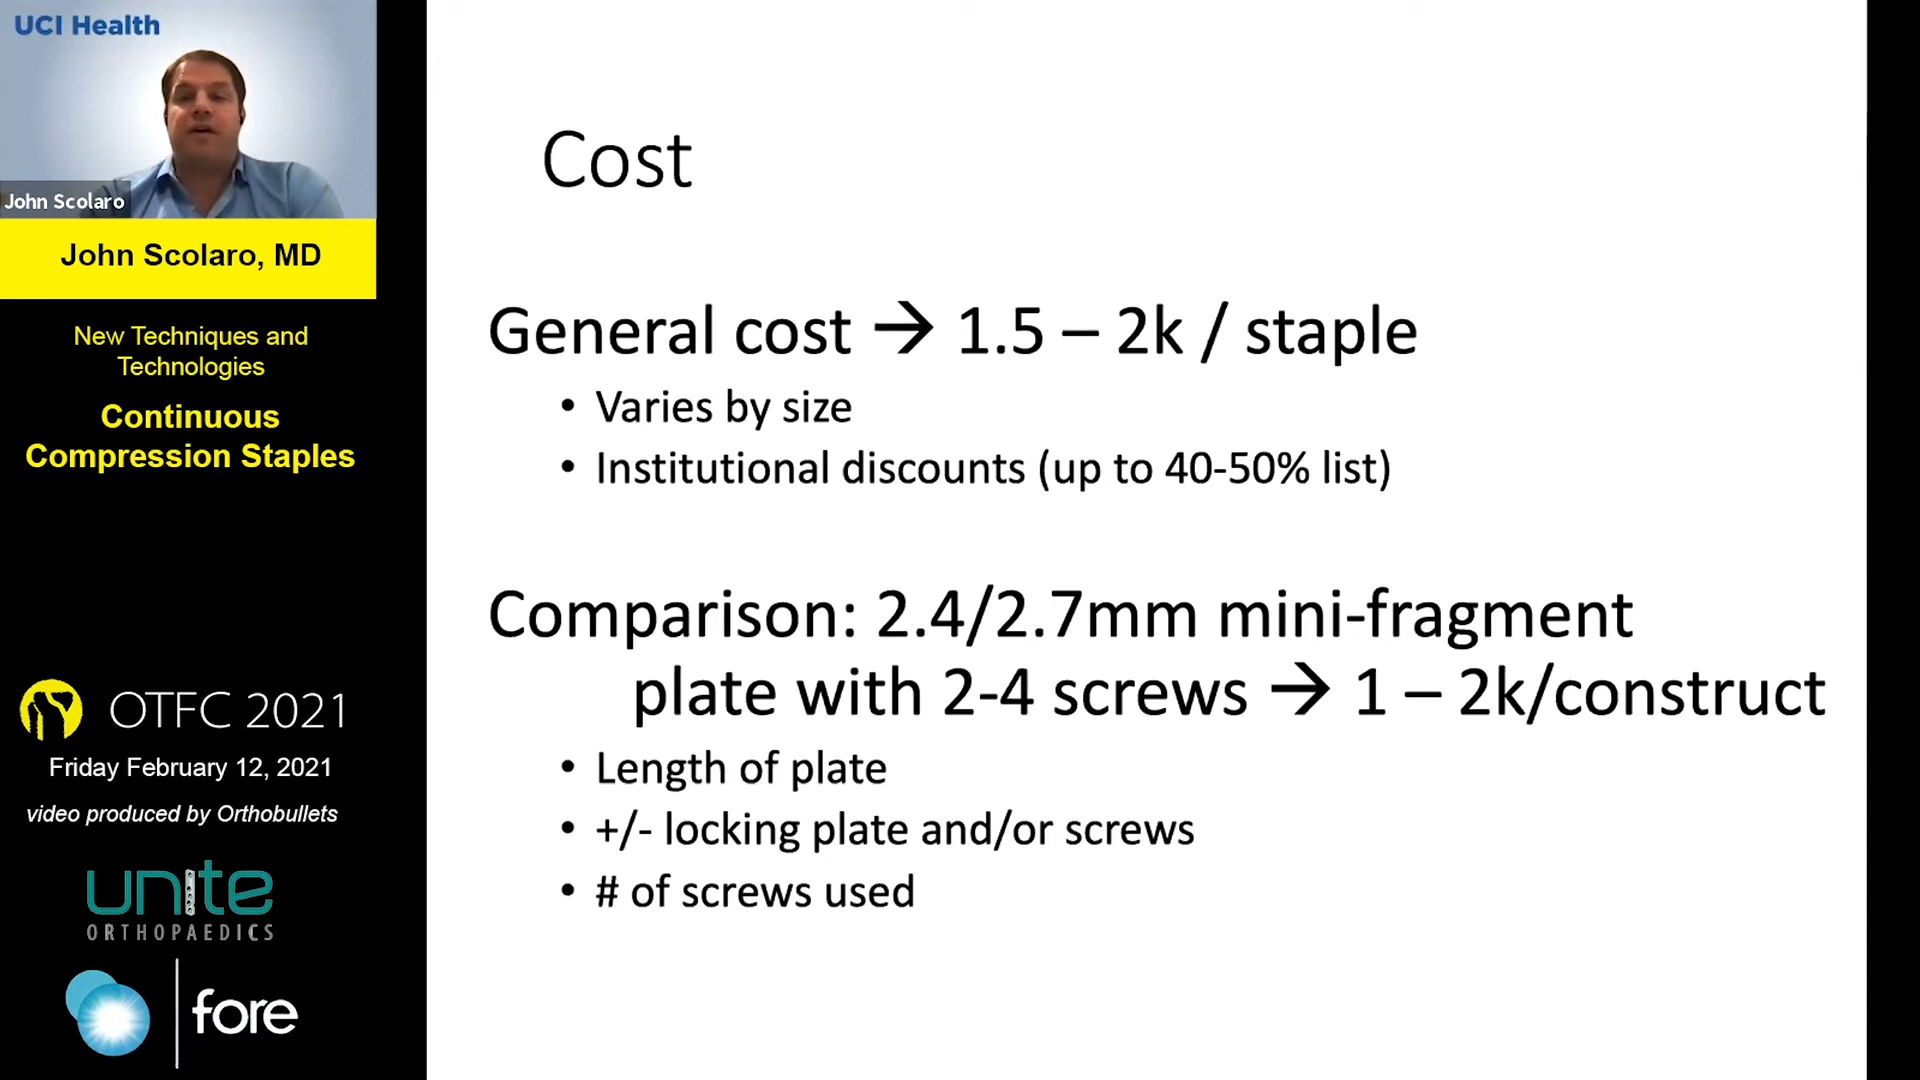 UCI Health
John Scolaro
John Scolaro, MD
New Techniques and
Technologies
Continuous
Compression Staples
OTFC 2021
Friday February 12, 2021
video produced by Orthobullets
unite
ORTHOPAEDICS
fore
Cost
General cost → 1.5 – 2k / staple
• Varies by size
• Institutional discounts (up to 40-50% list)
Comparison: 2.4/2.7mm mini-fragment
plate with 2-4 screws → 1 – 2k/construct
• Length of plate
• +/- locking plate and/or screws
• # of screws used